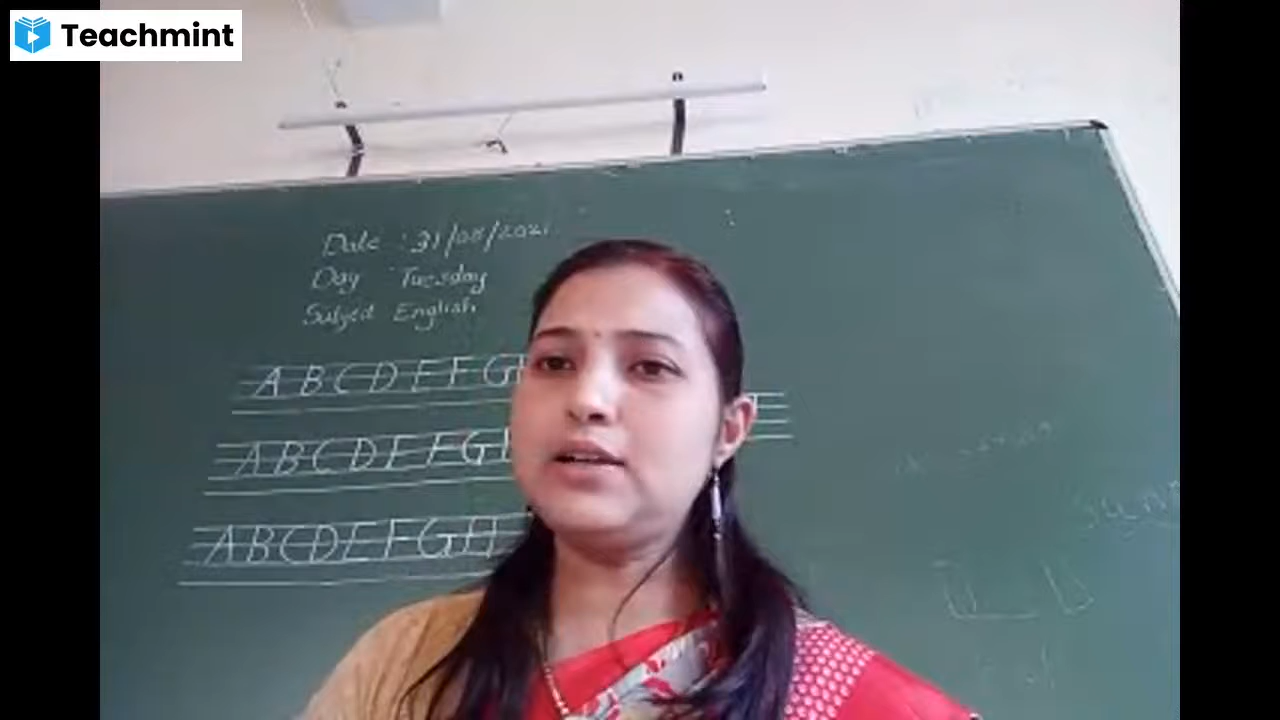 Teachmint
Date : 31/08/2021
Day Tuesday
Subject English
A B C D E F G
A B C D E F G
A B C D E F G H